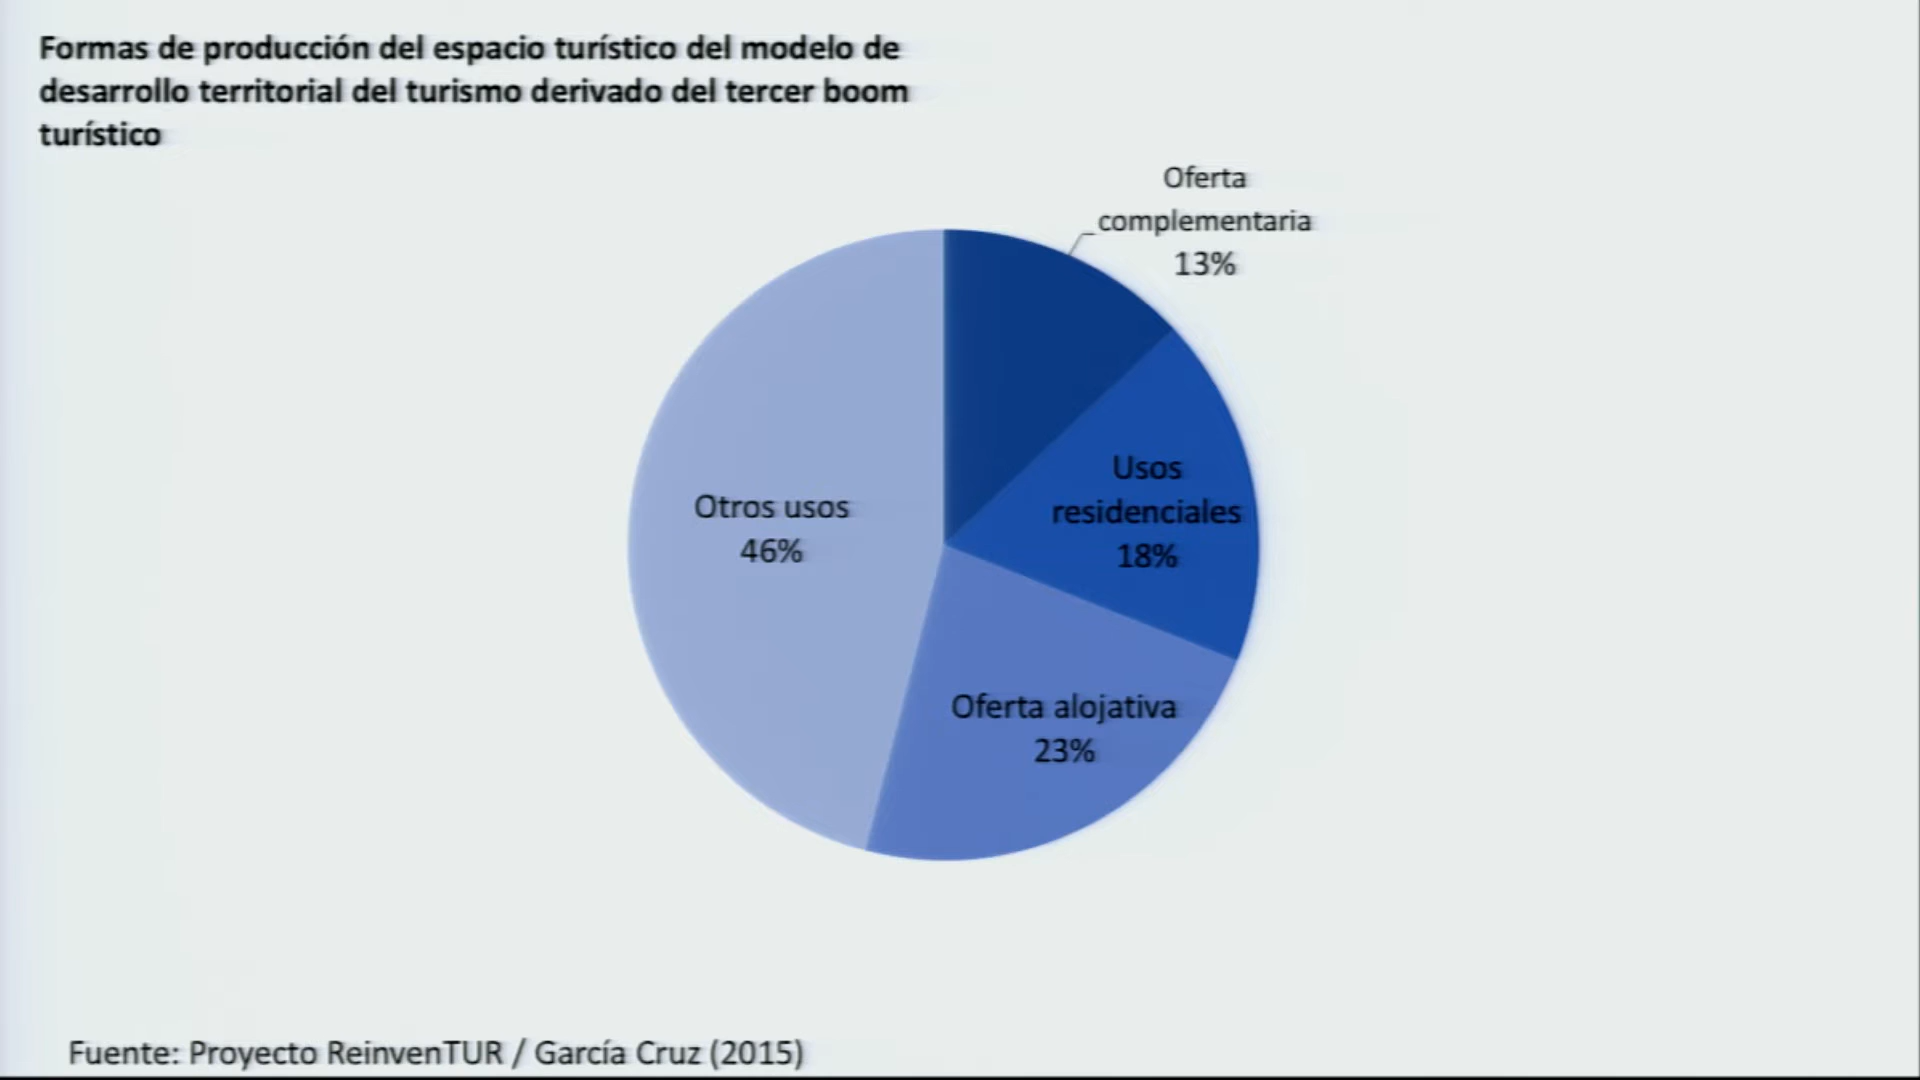 Formas de producción del espacio turístico del modelo de
desarrollo territorial del turismo derivado del tercer boom
turístico
Oferta
complementaria
13%
Usos
residenciales
18%
Otros usos
46%
Oferta alojativa
23%
Fuente: Proyecto ReinvenTUR / García Cruz (2015)